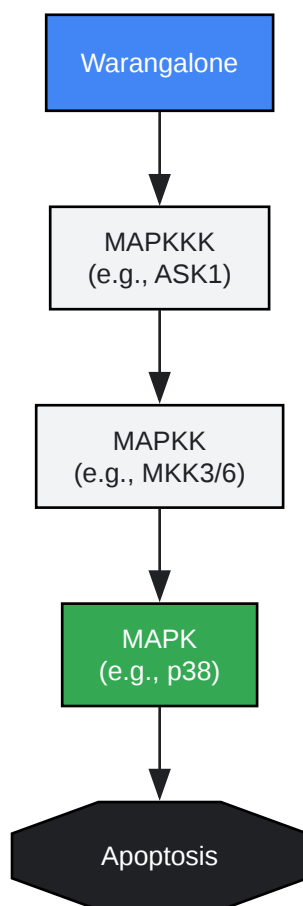 Warangalone
MAPKKK
(e.g., ASK1)
MAPKK
(e.g., MKK3/6)
MAPK
(e.g., p38)
Apoptosis